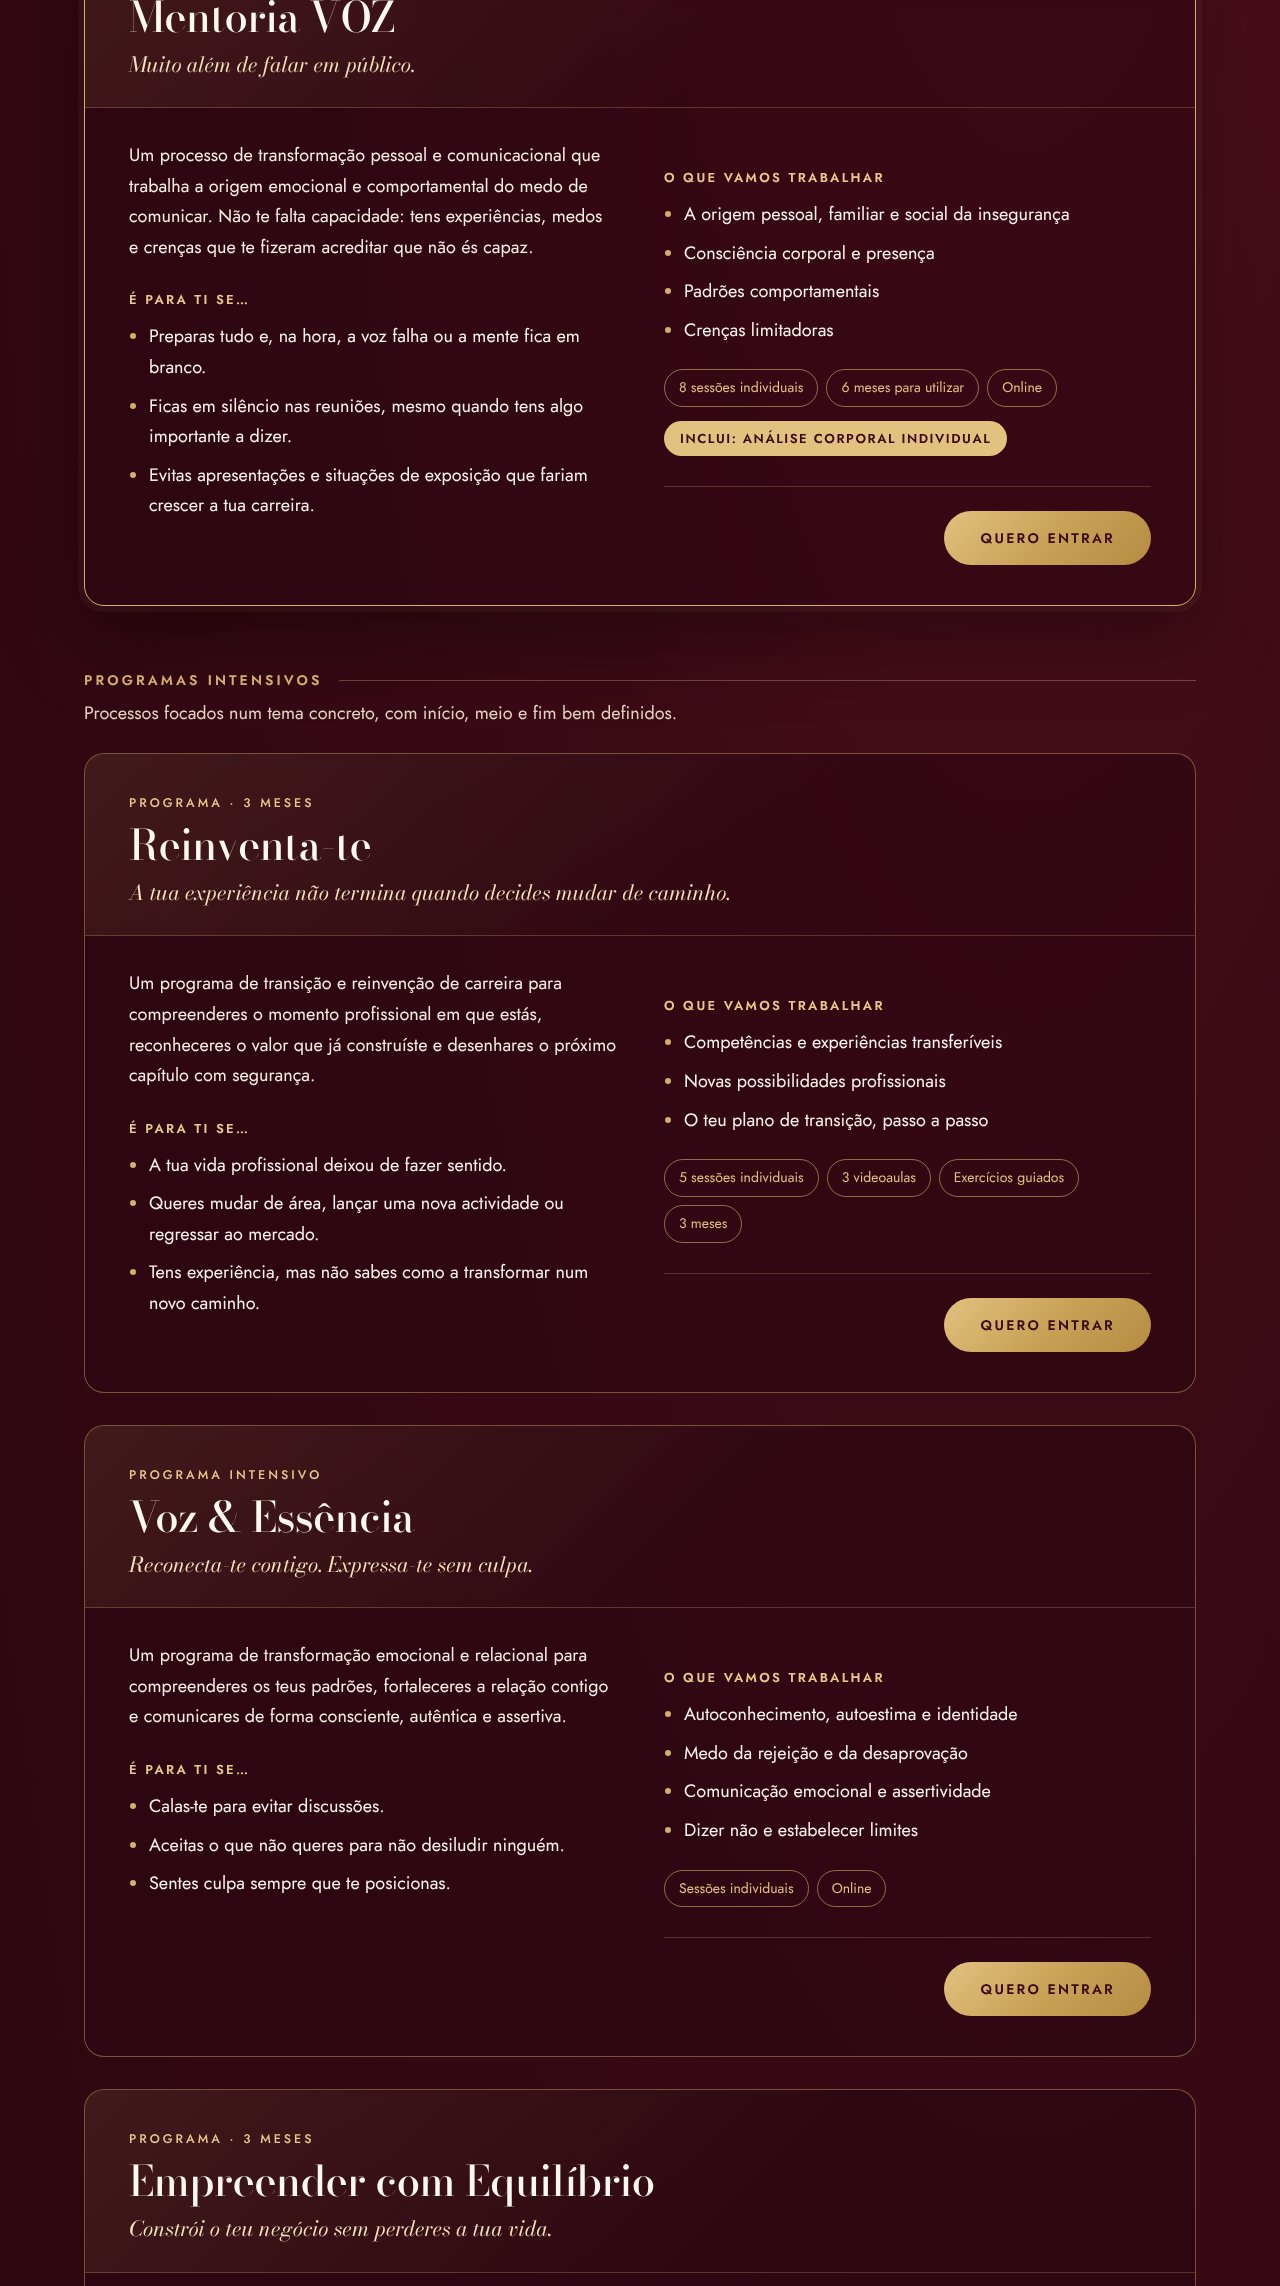 Mentoria VOZ
Muito além de falar em público.
Um processo de transformação pessoal e comunicacional que
trabalha a origem emocional e comportamental do medo de
comunicar. Não te falta capacidade: tens experiências, medos
e crenças que te fizeram acreditar que não és capaz.
É PARA TI SE…
Preparas tudo e, na hora, a voz falha ou a mente fica em
branco.
Ficas em silêncio nas reuniões, mesmo quando tens algo
importante a dizer.
Evitas apresentações e situações de exposição que fariam
crescer a tua carreira.
O QUE VAMOS TRABALHAR
A origem pessoal, familiar e social da insegurança
Consciência corporal e presença
Padrões comportamentais
Crenças limitadoras
8 sessões individuais
6 meses para utilizar
Online
INCLUI: ANÁLISE CORPORAL INDIVIDUAL
QUERO ENTRAR
PROGRAMAS INTENSIVOS
Processos focados num tema concreto, com início, meio e fim bem definidos.
PROGRAMA · 3 MESES
Reinventa-te
A tua experiência não termina quando decides mudar de caminho.
Um programa de transição e reinvenção de carreira para
compreenderes o momento profissional em que estás,
reconheceres o valor que já construíste e desenhares o próximo
capítulo com segurança.
É PARA TI SE…
A tua vida profissional deixou de fazer sentido.
Queres mudar de área, lançar uma nova actividade ou
regressar ao mercado.
Tens experiência, mas não sabes como a transformar num
novo caminho.
O QUE VAMOS TRABALHAR
Competências e experiências transferíveis
Novas possibilidades profissionais
O teu plano de transição, passo a passo
5 sessões individuais
3 videoaulas
Exercícios guiados
3 meses
QUERO ENTRAR
PROGRAMA INTENSIVO
Voz & Essência
Reconecta-te contigo. Expressa-te sem culpa.
Um programa de transformação emocional e relacional para
compreenderes os teus padrões, fortaleceres a relação contigo
e comunicares de forma consciente, autêntica e assertiva.
É PARA TI SE…
Calas-te para evitar discussões.
Aceitas o que não queres para não desiludir ninguém.
Sentes culpa sempre que te posicionas.
O QUE VAMOS TRABALHAR
Autoconhecimento, autoestima e identidade
Medo da rejeição e da desaprovação
Comunicação emocional e assertividade
Dizer não e estabelecer limites
Sessões individuais
Online
QUERO ENTRAR
PROGRAMA · 3 MESES
Empreender com Equilíbrio
Constrói o teu negócio sem perderes a tua vida.